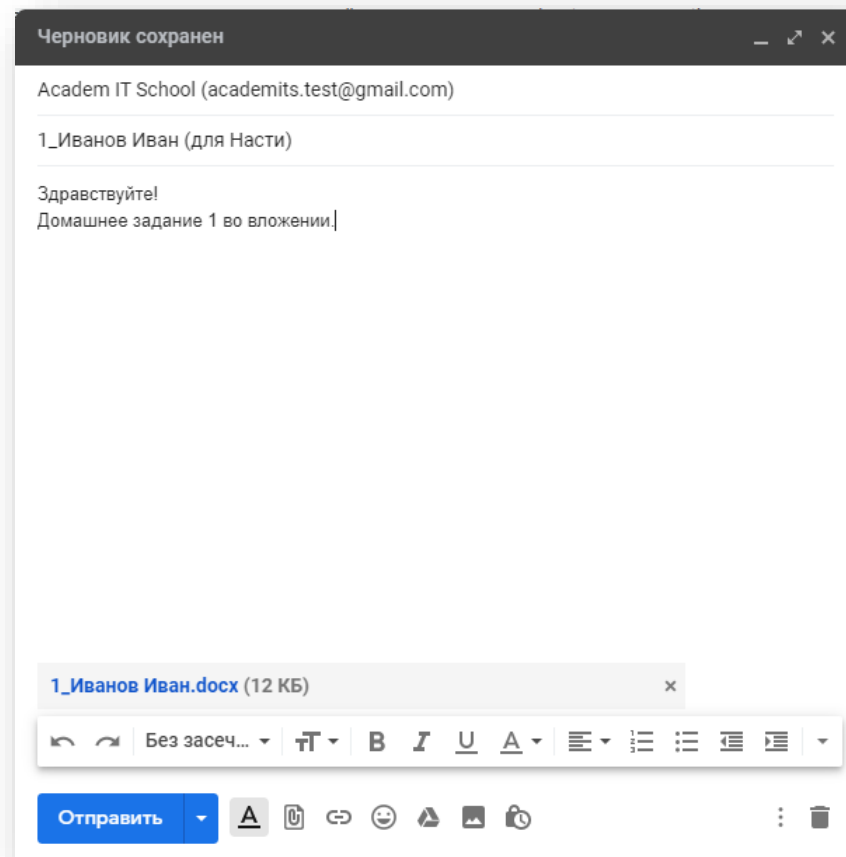 Черновик сохранен
Academ IT School (academits.test@gmail.com)
1_Иванов Иван (для Насти)
Здравствуйте!
Домашнее задание 1 во вложении.
1_Иванов Иван.docx (12 КБ)
Без засеч...
Отправить